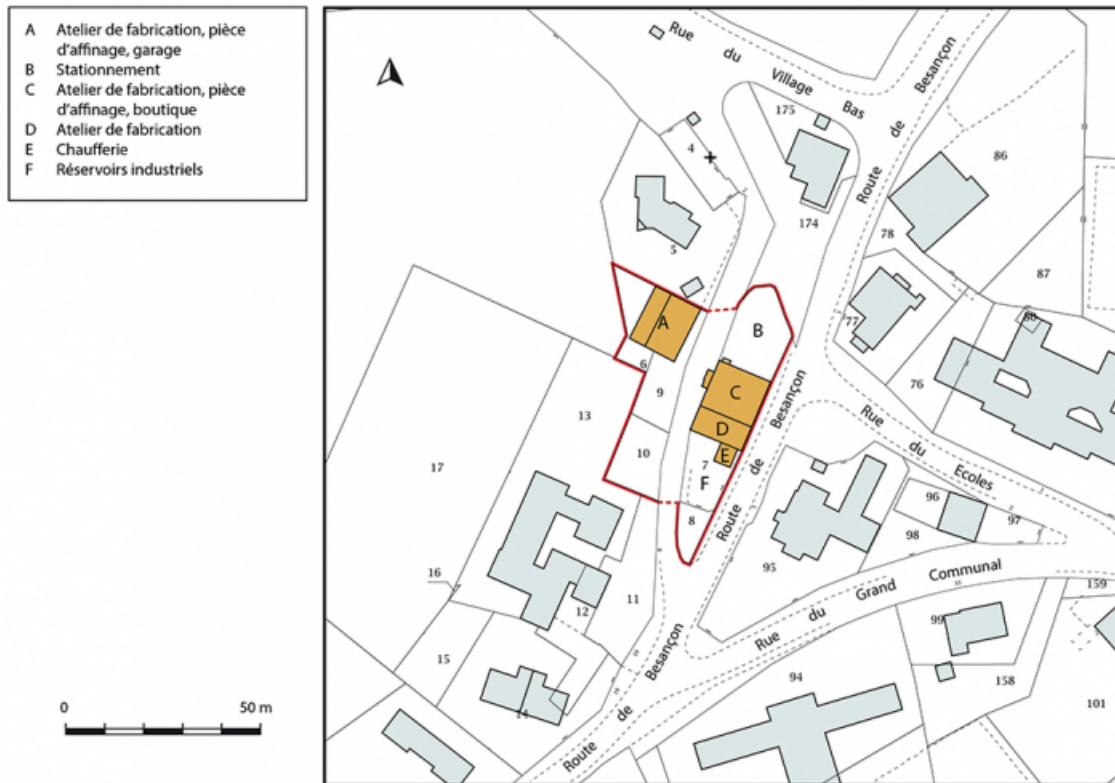 A Atelier de fabrication, pièce
d'affinage, garage
B Stationnement
C Atelier de fabrication, pièce
d'affinage, boutique
D Atelier de fabrication
E Chaufferie
F Réservoirs industriels
0 50 m
Rue du Village Bas
Route de Besançon
175
4
86
174
5
78
87
A
B
77
80
6
9
76
C
13
D
Route de Besançon
Rue du Ecoles
17
10
E
7
F
96
97
8
98
95
Rue du Grand Communal
16
11
12
159
99
15
Route de Besançon
94
158
101
14